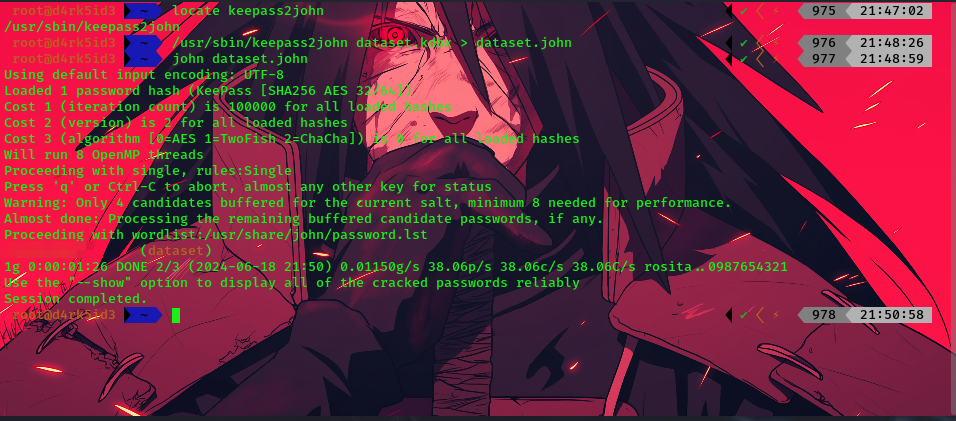 root@d4rk5id3 ~ locate keepass2john ✔ 975 21:47:02
/usr/sbin/keepass2john
root@d4rk5id3 ~ /usr/sbin/keepass2john dataset.kdbx > dataset.john ✔ 976 21:48:26
root@d4rk5id3 ~ john dataset.john ✔ 977 21:48:59
Using default input encoding: UTF-8
Loaded 1 password hash (KeePass [SHA256 AES 32/64])
Cost 1 (iteration count) is 100000 for all loaded hashes
Cost 2 (version) is 2 for all loaded hashes
Cost 3 (algorithm [0=AES 1=TwoFish 2=ChaCha]) is 0 for all loaded hashes
Will run 8 OpenMP threads
Proceeding with single, rules:Single
Press 'q' or Ctrl-C to abort, almost any other key for status
Warning: Only 4 candidates buffered for the current salt, minimum 8 needed for performance.
Almost done: Processing the remaining buffered candidate passwords, if any.
Proceeding with wordlist:/usr/share/john/password.lst
(dataset)
1g 0:00:01:26 DONE 2/3 (2024-06-18 21:50) 0.01150g/s 38.06p/s 38.06c/s 38.06C/s rosita..0987654321
Use the "--show" option to display all of the cracked passwords reliably
Session completed.
root@d4rk5id3 ~ ✔ 978 21:50:58